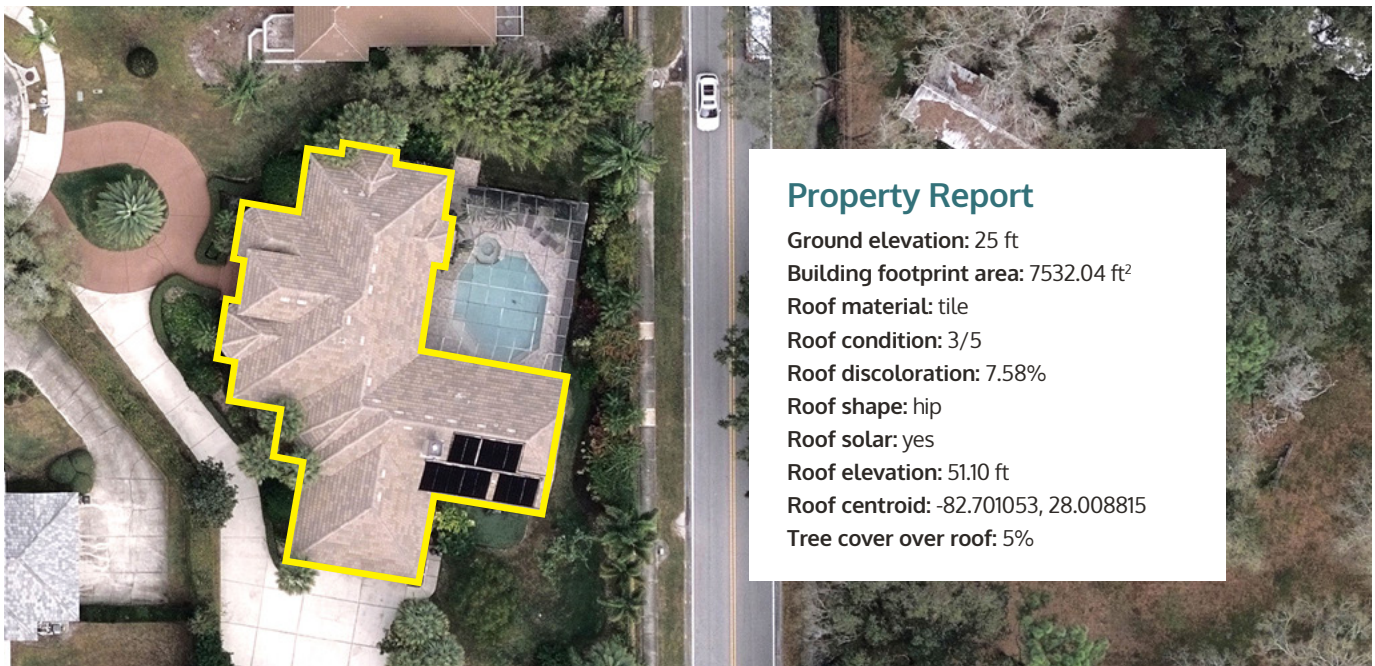 Property Report
Ground elevation: 25 ft
Building footprint area: 7532.04 ft²
Roof material: tile
Roof condition: 3/5
Roof discoloration: 7.58%
Roof shape: hip
Roof solar: yes
Roof elevation: 51.10 ft
Roof centroid: -82.701053, 28.008815
Tree cover over roof: 5%